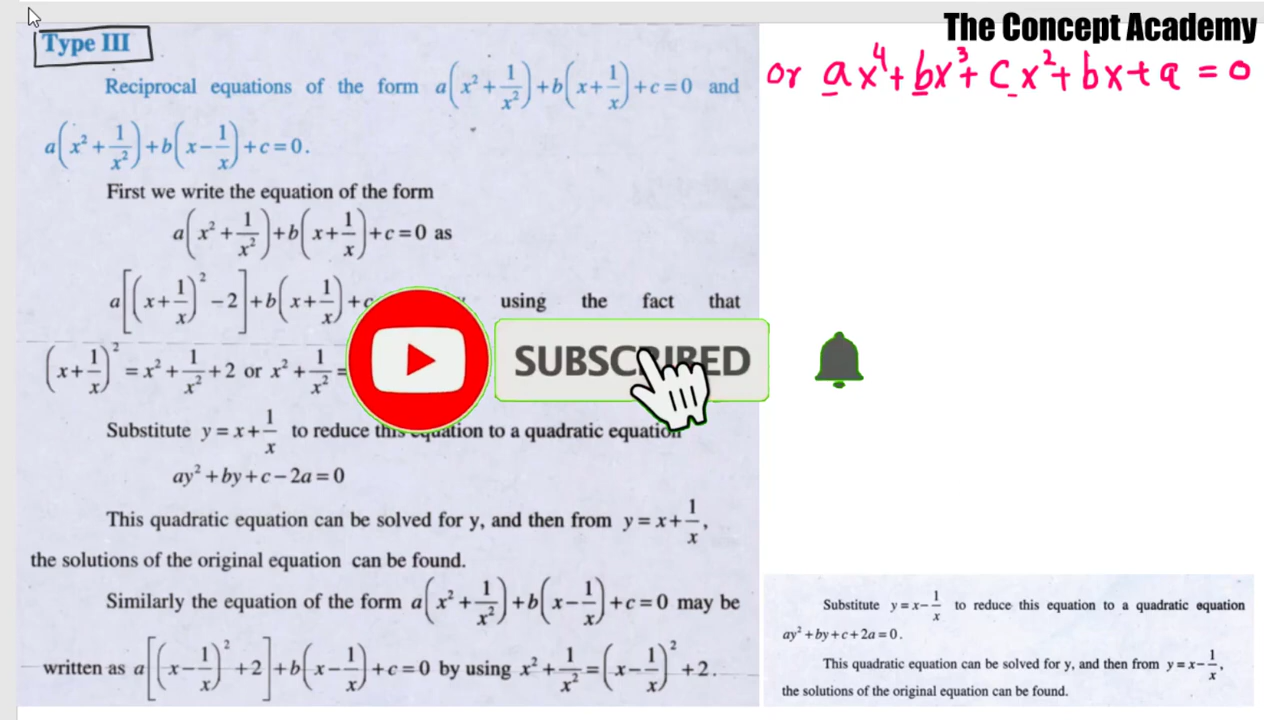 The Concept Academy
Type III
or ax⁴+bx³+cx²+bx+a=0
Reciprocal equations of the form a(x² + 1/x²) + b(x + 1/x) + c = 0 and
a(x² + 1/x²) + b(x − 1/x) + c = 0.
First we write the equation of the form
a(x² + 1/x²) + b(x + 1/x) + c = 0 as
a[(x + 1/x)² − 2] + b(x + 1/x) + using the fact that
(x + 1/x)² = x² + 1/x² + 2 or x² + 1/x² =
SUBSCRIBED
Substitute y = x + 1/x to reduce this equation to a quadratic equation
ay² + by + c − 2a = 0
This quadratic equation can be solved for y, and then from y = x + 1/x,
the solutions of the original equation can be found.
Similarly the equation of the form a(x² + 1/x²) + b(x − 1/x) + c = 0 may be
written as a[(x − 1/x)² + 2] + b(x − 1/x) + c = 0 by using x² + 1/x² = (x − 1/x)² + 2.
Substitute y = x − 1/x to reduce this equation to a quadratic equation
ay² + by + c + 2a = 0.
This quadratic equation can be solved for y, and then from y = x − 1/x,
the solutions of the original equation can be found.